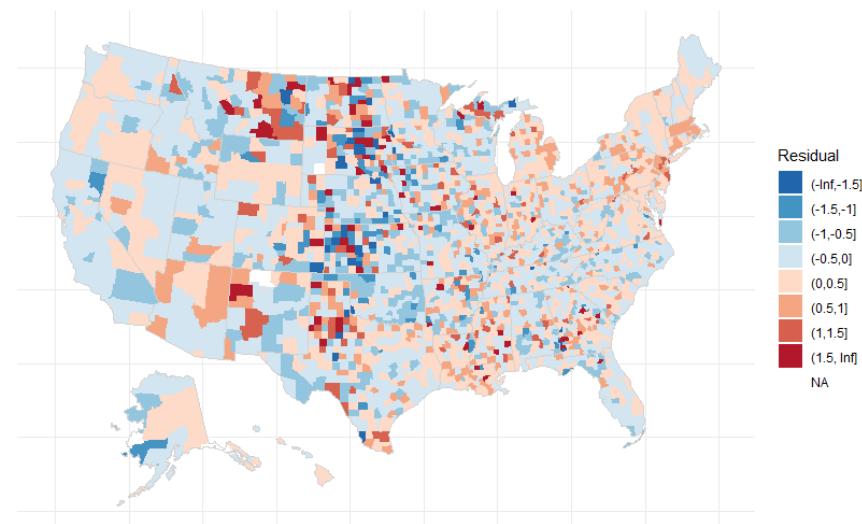 Residual
(-Inf,-1.5]
(-1.5,-1]
(-1,-0.5]
(-0.5,0]
(0,0.5]
(0.5,1]
(1,1.5]
(1.5, Inf]
NA